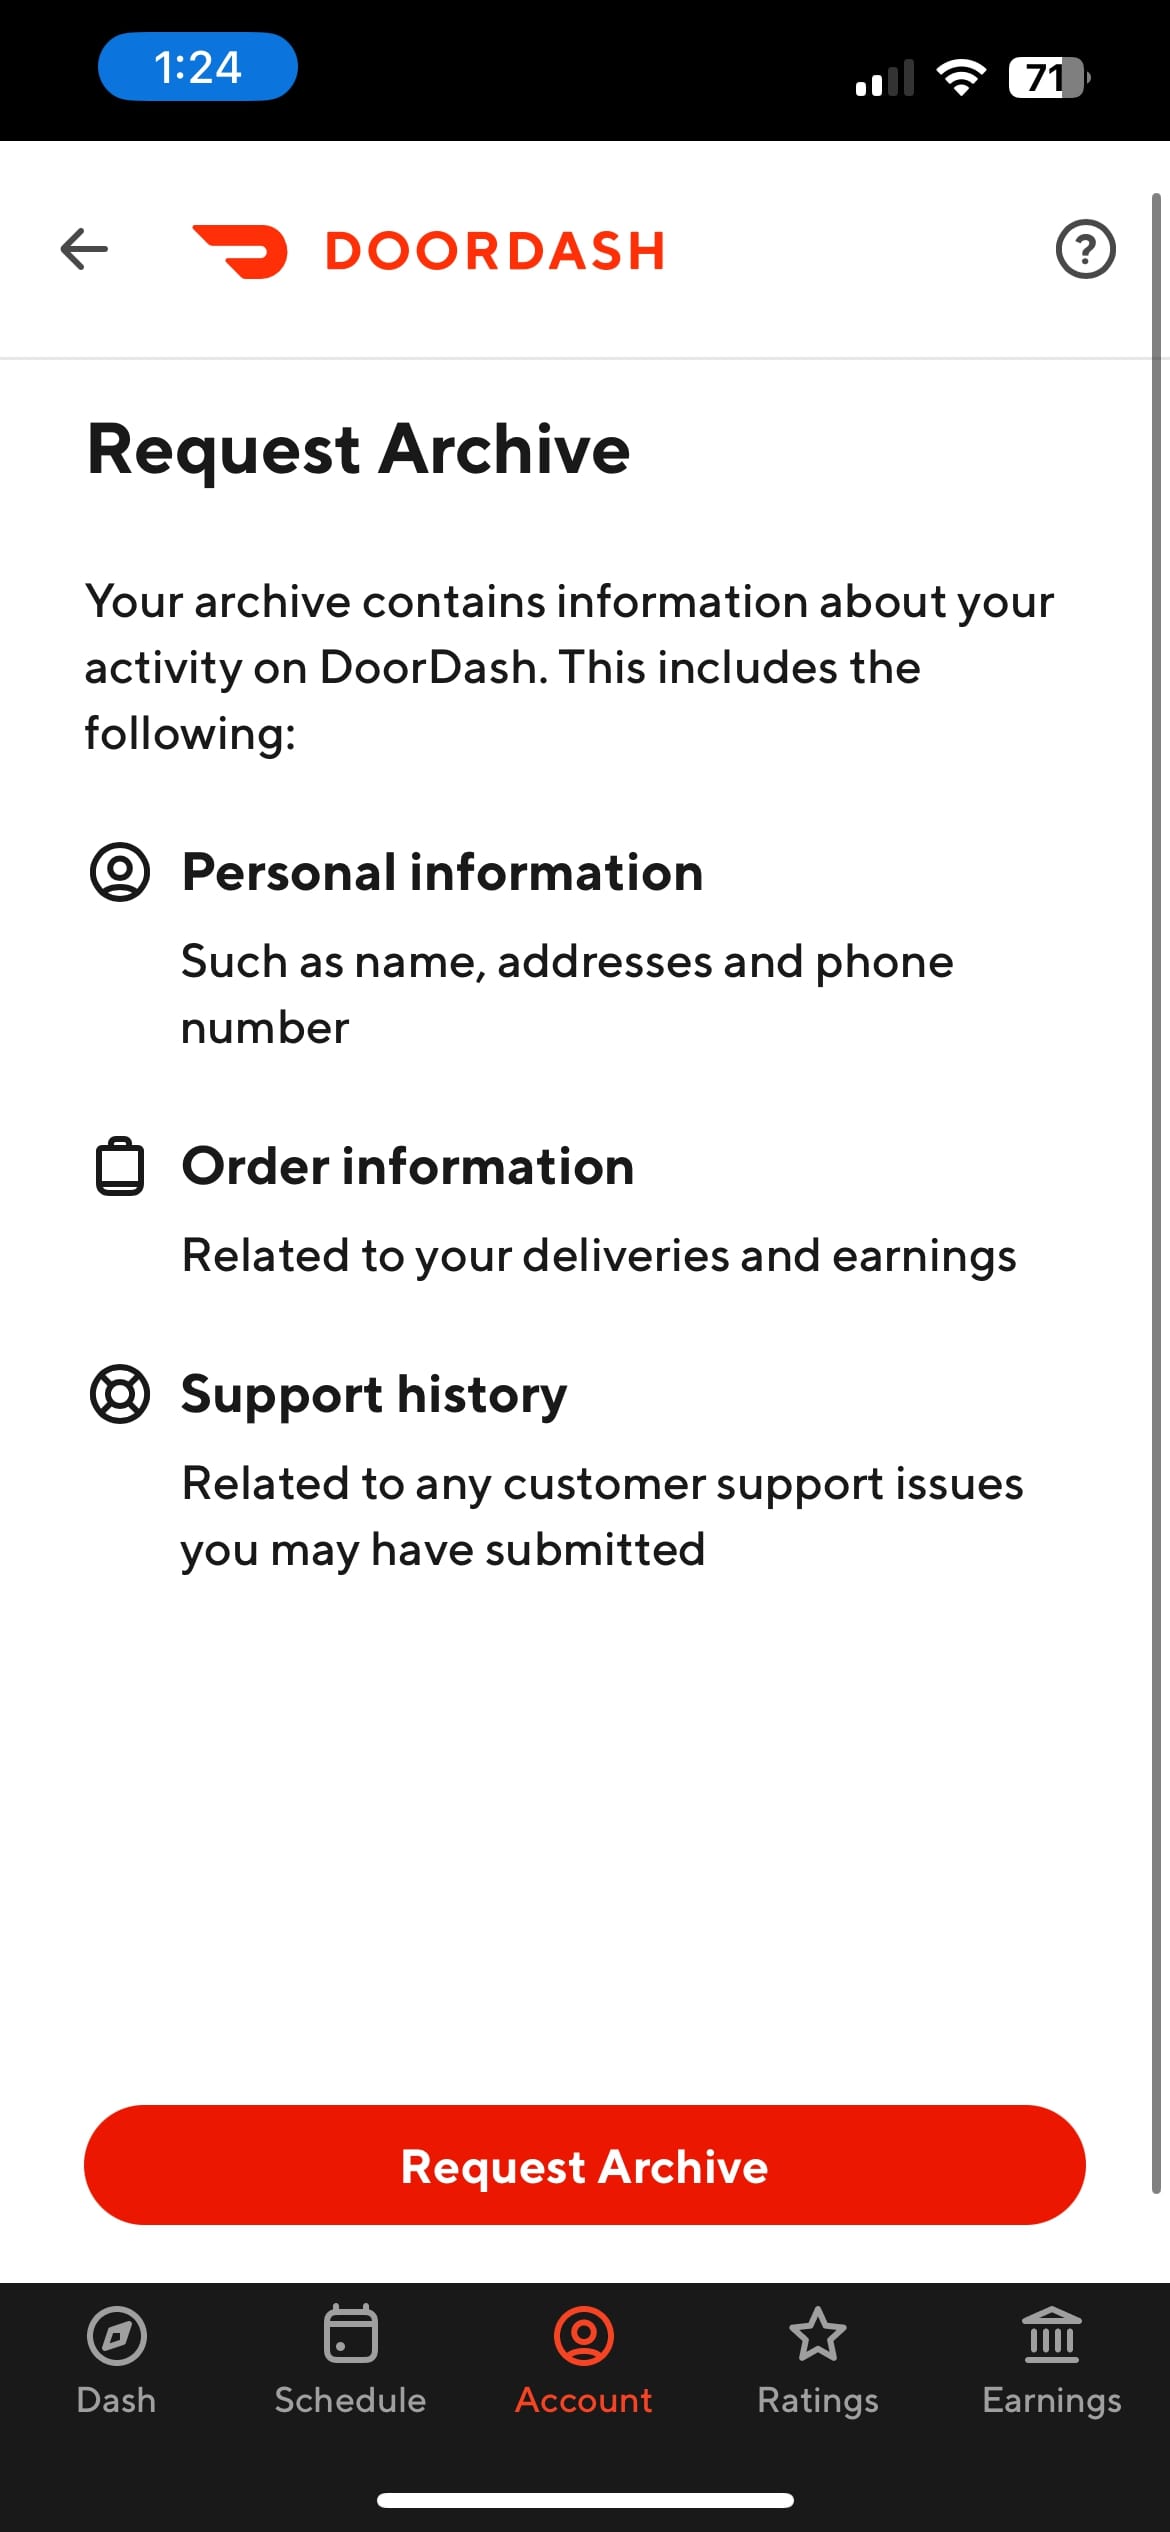 1:24
71
DOORDASH
?
Request Archive
Your archive contains information about your
activity on DoorDash. This includes the
following:
Personal information
Such as name, addresses and phone
number
Order information
Related to your deliveries and earnings
Support history
Related to any customer support issues
you may have submitted
Request Archive
Dash Schedule Account Ratings Earnings